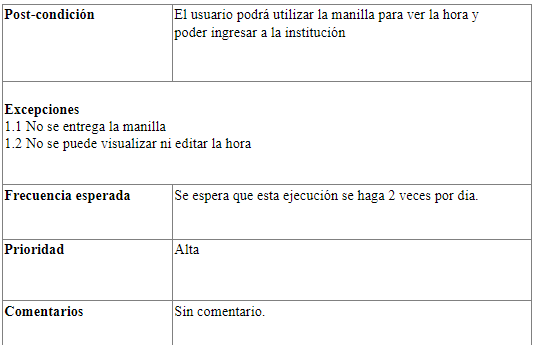 Post-condición El usuario podrá utilizar la manilla para ver la hora y
poder ingresar a la institución
Excepciones
1.1 No se entrega la manilla
1.2 No se puede visualizar ni editar la hora
Frecuencia esperada Se espera que esta ejecución se haga 2 veces por día.
Prioridad Alta
Comentarios Sin comentario.